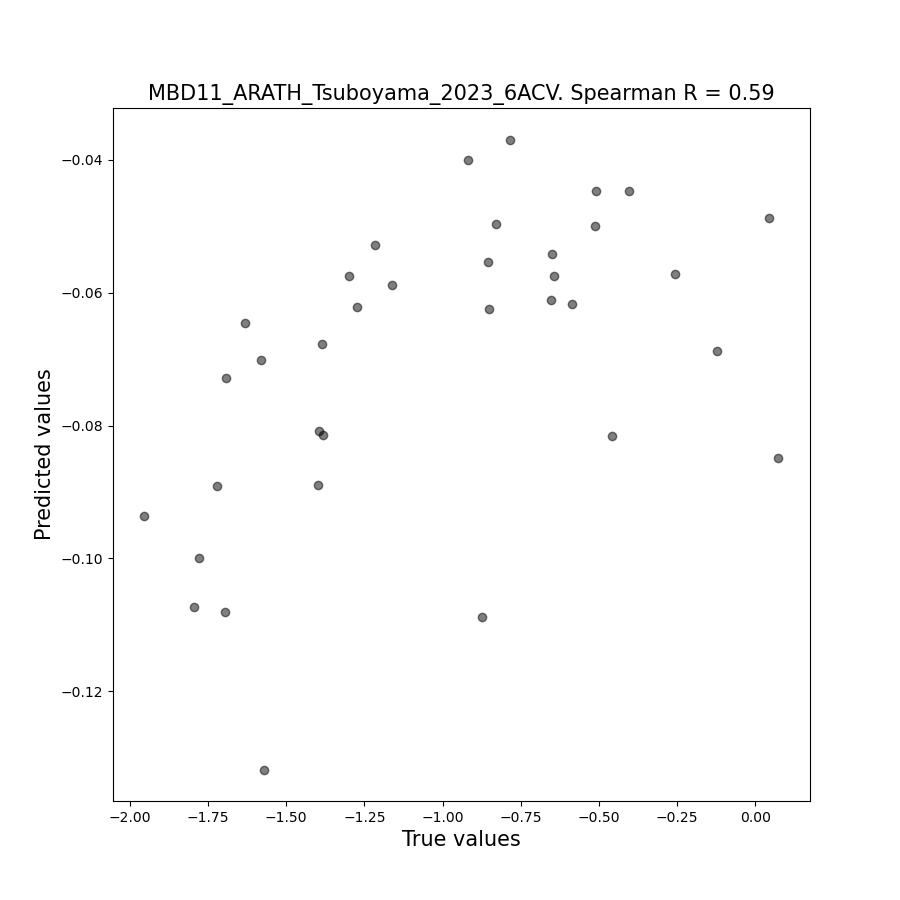 MBD11_ARATH_Tsuboyama_2023_6ACV. Spearman R = 0.59
Predicted values
−0.04
−0.06
−0.08
−0.10
−0.12
−2.00 −1.75 −1.50 −1.25 −1.00 −0.75 −0.50 −0.25 0.00
True values